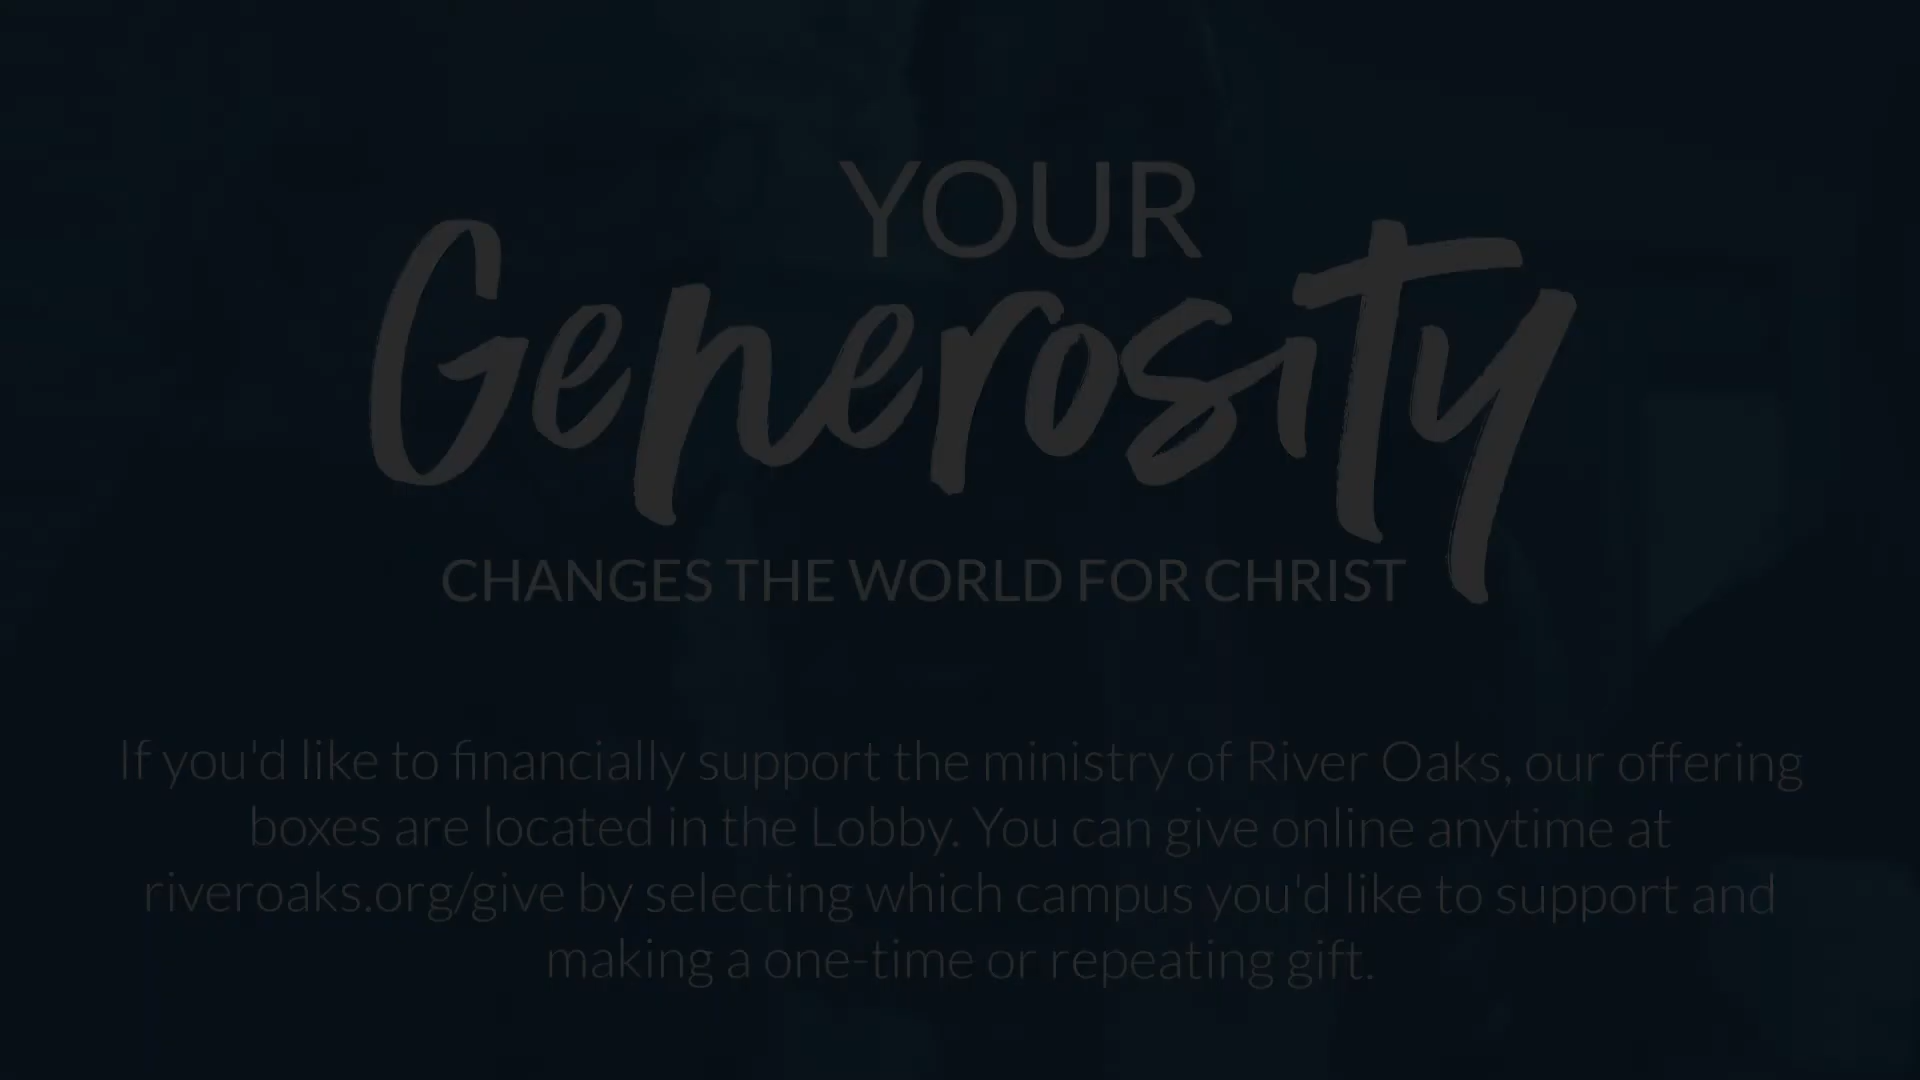 YOUR
Generosity
CHANGES THE WORLD FOR CHRIST
If you'd like to financially support the ministry of River Oaks, our offering
boxes are located in the Lobby. You can give online anytime at
riveroaks.org/give by selecting which campus you'd like to support and
making a one-time or repeating gift.